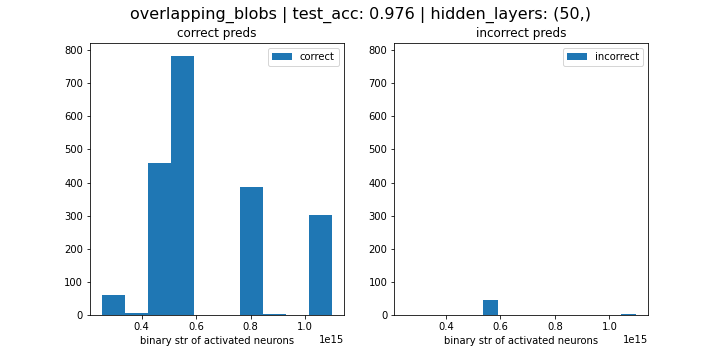 overlapping_blobs | test_acc: 0.976 | hidden_layers: (50,)
correct preds
800
700
600
500
400
300
200
100
0
correct
0.4 0.6 0.8 1.0
1e15
binary str of activated neurons
incorrect preds
800
700
600
500
400
300
200
100
0
incorrect
0.4 0.6 0.8 1.0
1e15
binary str of activated neurons